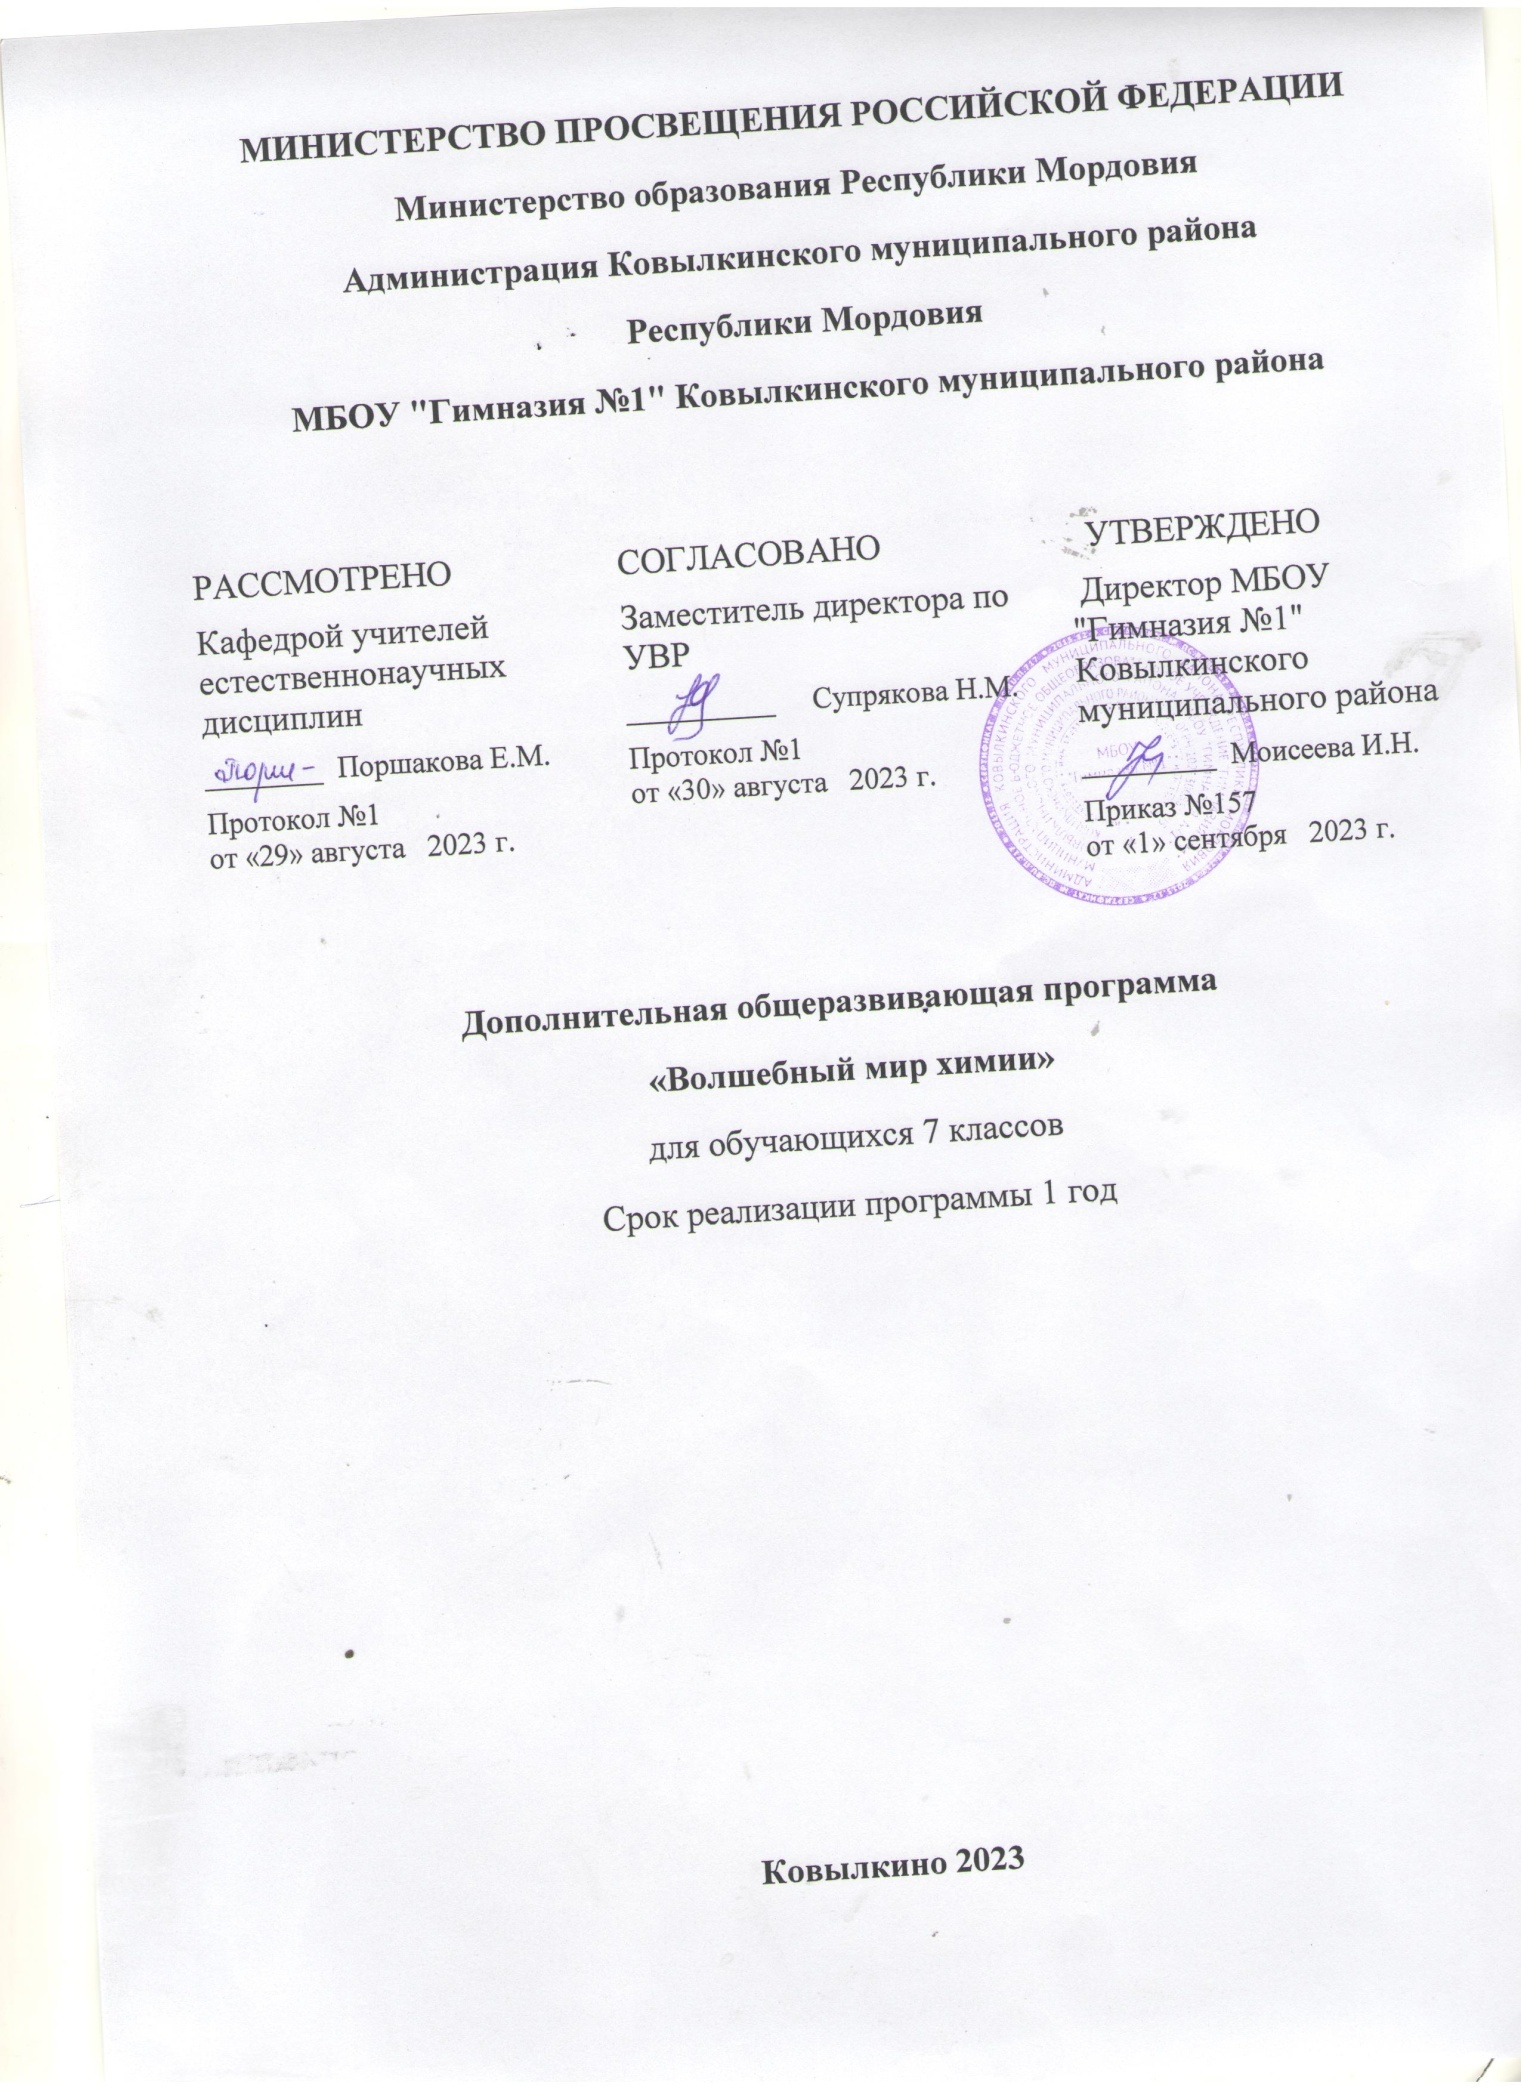 МИНИСТЕРСТВО ПРОСВЕЩЕНИЯ РОССИЙСКОЙ ФЕДЕРАЦИИ
Министерство образования Республики Мордовия
Администрация Ковылкинского муниципального района
Республики Мордовия
МБОУ "Гимназия №1" Ковылкинского муниципального района
РАССМОТРЕНО
Кафедрой учителей
естественнонаучных
дисциплин
Поршакова Е.М.
Протокол №1
от «29» августа 2023 г.
СОГЛАСОВАНО
Заместитель директора по
УВР
Супрякова Н.М.
Протокол №1
от «30» августа 2023 г.
УТВЕРЖДЕНО
Директор МБОУ
"Гимназия №1"
Ковылкинского
муниципального района
Моисеева И.Н.
Приказ №157
от «1» сентября 2023 г.
Дополнительная общеразвивающая программа
«Волшебный мир химии»
для обучающихся 7 классов
Срок реализации программы 1 год
Ковылкино 2023